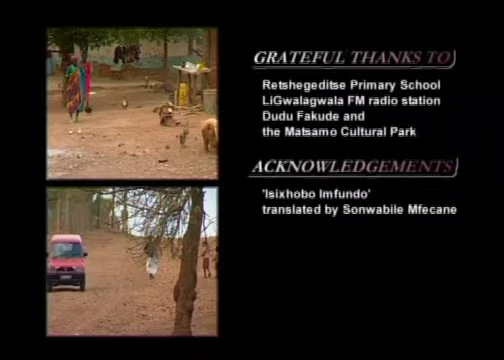 GRATEFUL THANKS TO
Retshegeditse Primary School
LiGwalagwala FM radio station
Dudu Fakude and
the Matsamo Cultural Park
ACKNOWLEDGEMENTS
'Isixhobo Imfundo'
translated by Sonwabile Mfecane